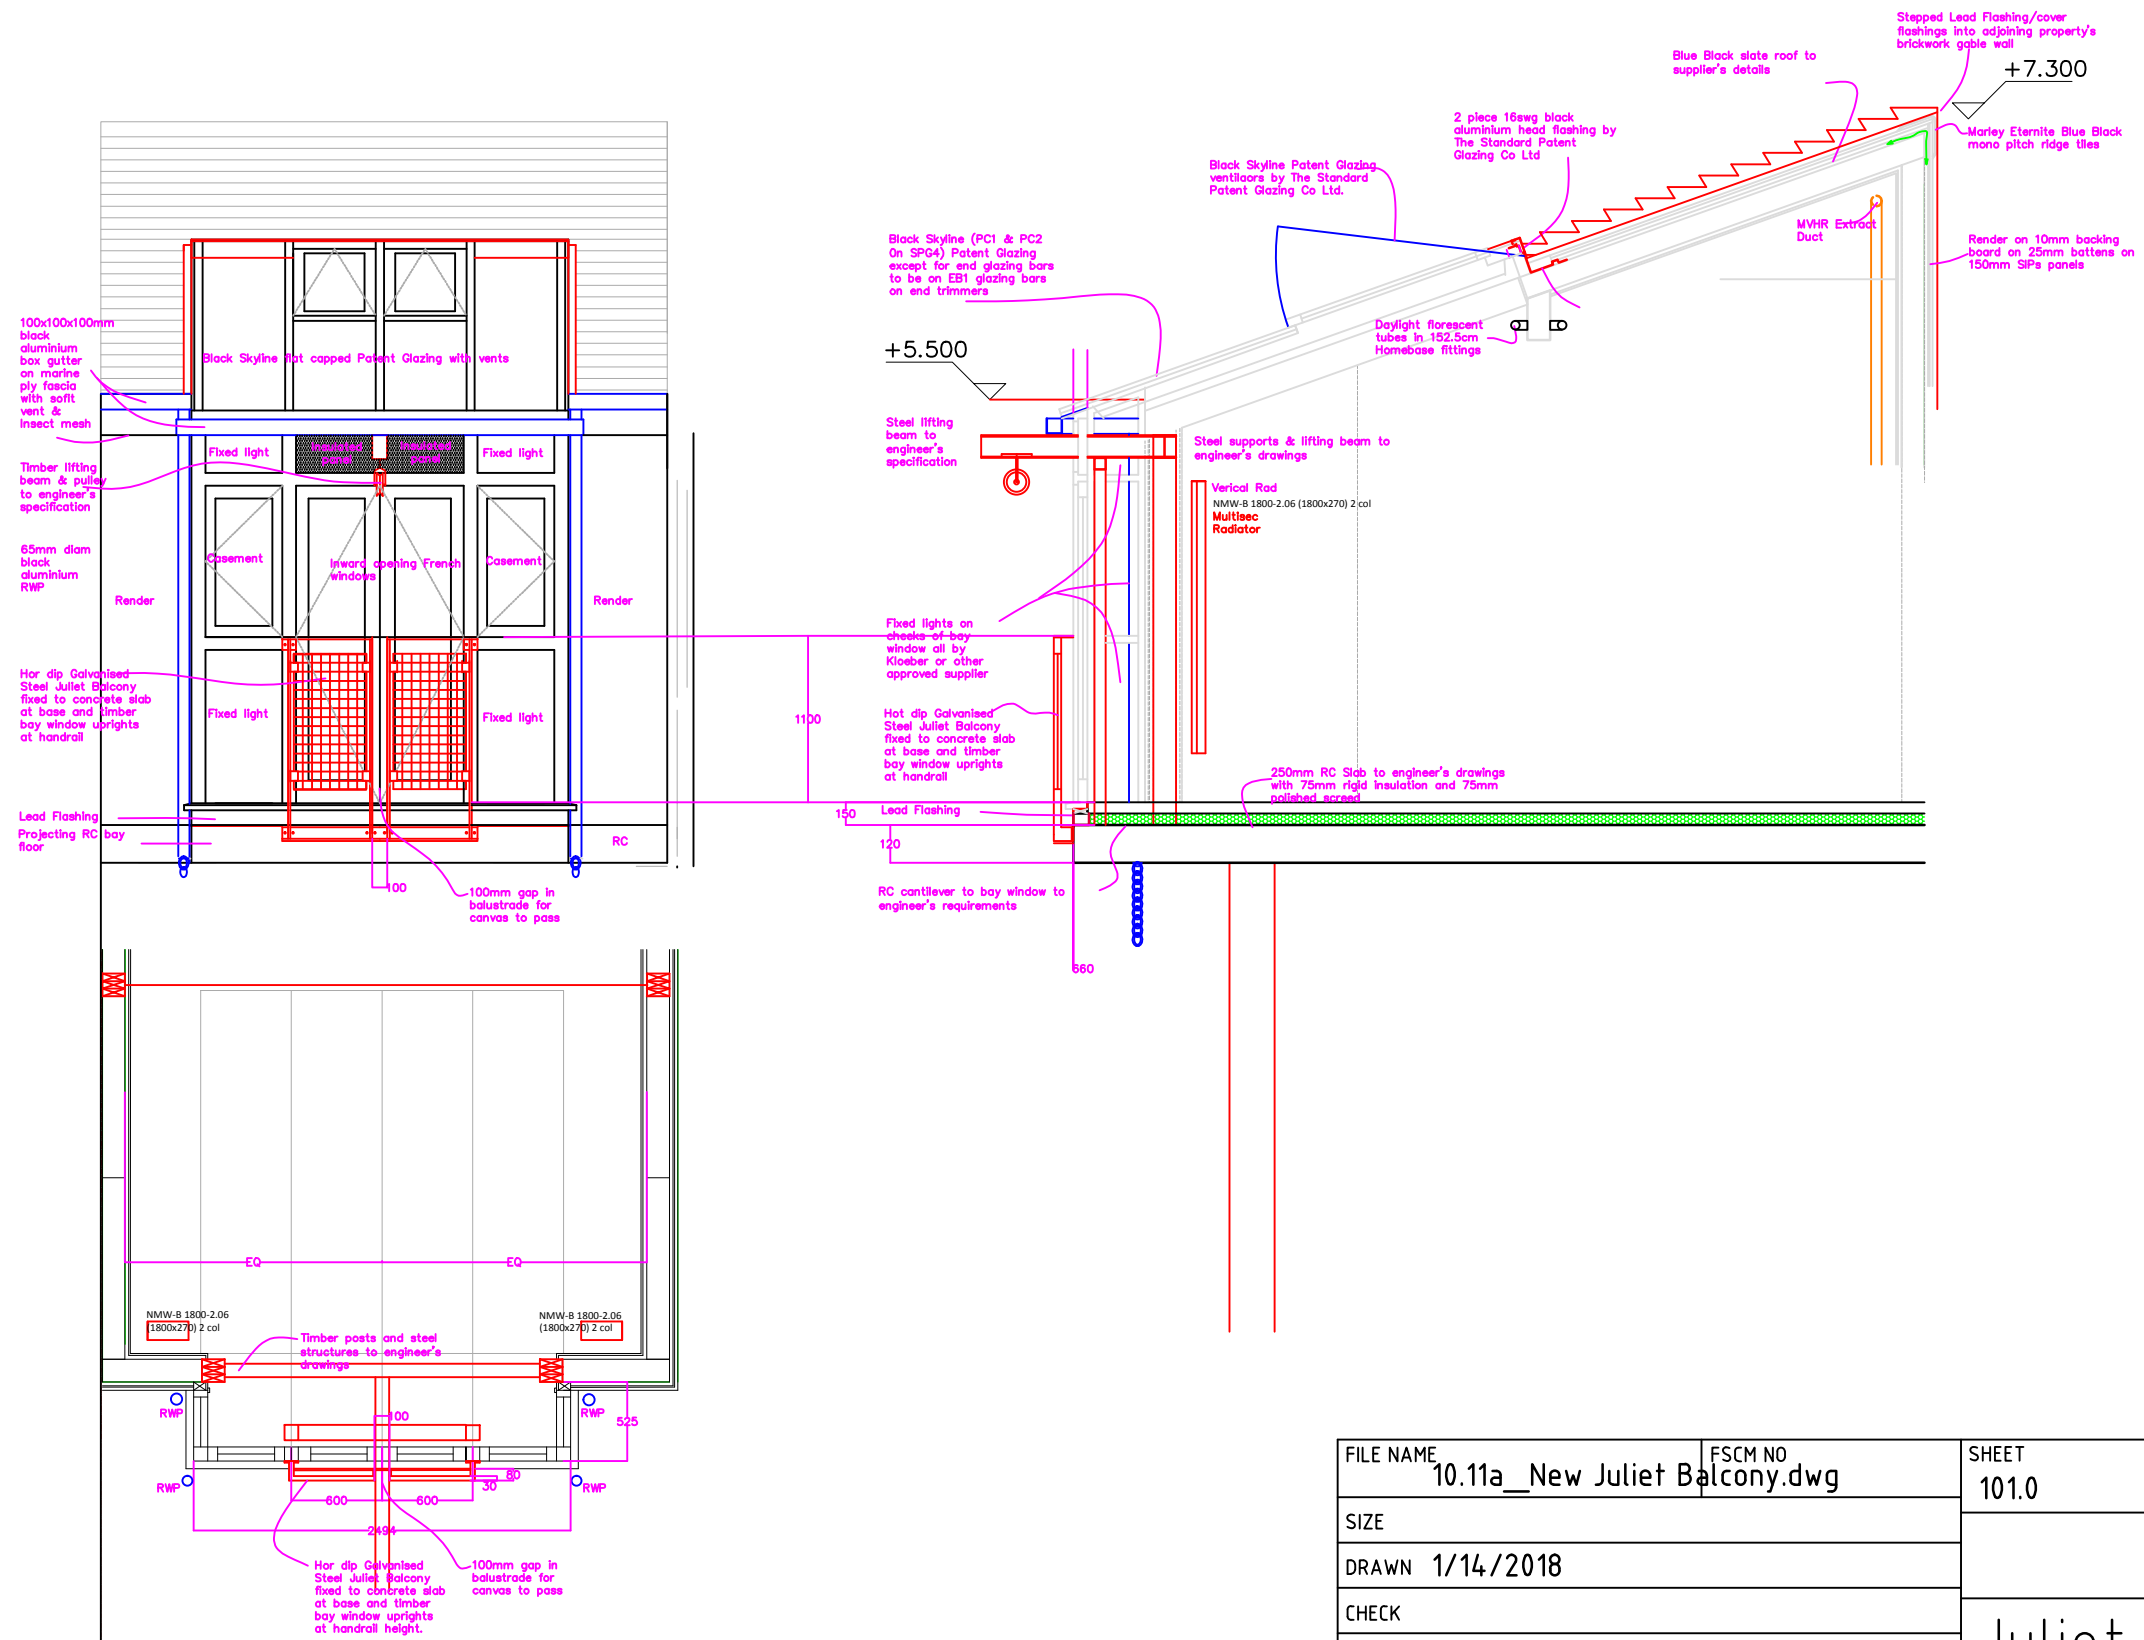 Stepped Lead Flashing/cover
flashings into adjoining property's
brickwork gable wall
Blue Black slate roof to
supplier's details
+7.300
2 piece 16swg black
aluminium head flashing by
The Standard Patent
Glazing Co Ltd
Marley Eternite Blue Black
mono pitch ridge tiles
Black Skyline Patent Glazing
ventilaors by The Standard
Patent Glazing Co Ltd.
MVHR Extract
Duct
Render on 10mm backing
board on 25mm battens on
150mm SIPs panels
Black Skyline (PC1 & PC2
On SPG4) Patent Glazing
except for end glazing bars
to be on EB1 glazing bars
on end trimmers
Daylight florescent
tubes in 152.5cm
Homebase fittings
+5.500
100x100x100mm
black
aluminium
box gutter
on marine
ply fascia
with sofit
vent &
Insect mesh
Black Skyline flat capped Patent Glazing with vents
Timber lifting
beam & pulley
to engineer's
specification
65mm diam
black
aluminium
RWP
Fixed light
Insulated
panel
Insulated
panel
Fixed light
Casement
Inward opening French
windows
Casement
Render
Render
Hor dip Galvanised
Steel Juliet Balcony
fixed to concrete slab
at base and timber
bay window uprights
at handrail
Fixed light
Fixed light
Lead Flashing
Projecting RC bay
floor
RC
100
100mm gap in
balustrade for
canvas to pass
Steel lifting
beam to
engineer's
specification
Steel supports & lifting beam to
engineer's drawings
Verical Rad
NMW-B 1800-2.06 (1800x270) 2 col
Multisec
Radiator
Fixed lights on
cheeks of bay
window all by
Kloeber or other
approved supplier
1100
Hot dip Galvanised
Steel Juliet Balcony
fixed to concrete slab
at base and timber
bay window uprights
at handrail
250mm RC Slab to engineer's drawings
with 75mm rigid insulation and 75mm
polished screed
Lead Flashing
150
120
RC cantilever to bay window to
engineer's requirements
660
EQ
EQ
NMW-B 1800-2.06
(1800x270) 2 col
NMW-B 1800-2.06
(1800x270) 2 col
Timber posts and steel
structures to engineer's
drawings
RWP
RWP
100
525
RWP
RWP
80
30
600
600
2494
Hor dip Galvanised
Steel Juliet Balcony
fixed to concrete slab
at base and timber
bay window uprights
at handrail height.
100mm gap in
balustrade for
canvas to pass
FILE NAME
10.11a_New Juliet Balcony.dwg
FSCM NO
SHEET
101.0
SIZE
DRAWN 1/14/2018
CHECK
Juliet